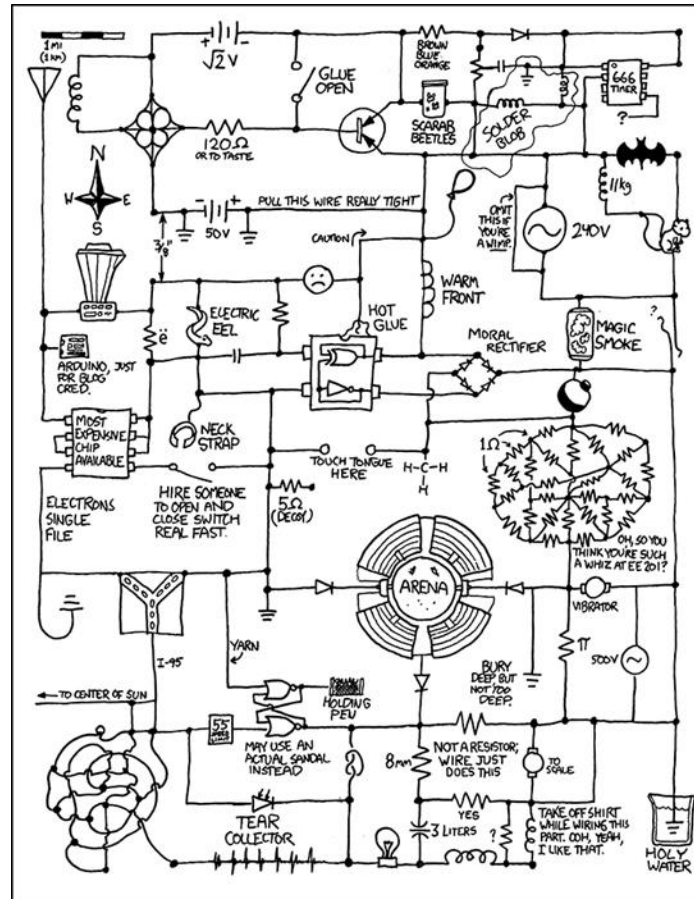 1 MI
(1 KM)
+ -
√2 V
GLUE
OPEN
BROWN
BLUE
ORANGE
666
TIMER
?
SCARAB
BEETLES
SOLDER
BLOB
120Ω
OR TO TASTE
N
W E
S
- +
50V
PULL THIS WIRE REALLY TIGHT
3/8"
CAUTION
OMIT
THIS IF
YOU'RE
A WIMP.
240V
11kg
ELECTRIC
EEL
HOT
GLUE
WARM
FRONT
MORAL
RECTIFIER
MAGIC
SMOKE
?
ë
ARDUINO, JUST
FOR BLOG
CRED.
MOST
EXPENSIVE
CHIP
AVAILABLE
NECK
STRAP
TOUCH TONGUE
HERE
H-C-H
H
1Ω
ELECTRONS
SINGLE
FILE
HIRE SOMEONE
TO OPEN AND
CLOSE SWITCH
REAL FAST.
5Ω
(DECOY)
OH, SO YOU
THINK YOU'RE SUCH
A WHIZ AT EE 201?
ARENA
VIBRATOR
I-95
YARN
BURY
DEEP, BUT
NOT TOO
DEEP.
π
500V
TO CENTER OF SUN
55
HOLDING
PEN
MAY USE AN
ACTUAL SANDAL
INSTEAD
NOT A RESISTOR;
WIRE JUST
DOES THIS
8mm
TO
SCALE
YES
TEAR
COLLECTOR
3 LITERS
?
TAKE OFF SHIRT
WHILE WIRING THIS
PART. OOH, YEAH,
I LIKE THAT.
HOLY
WATER